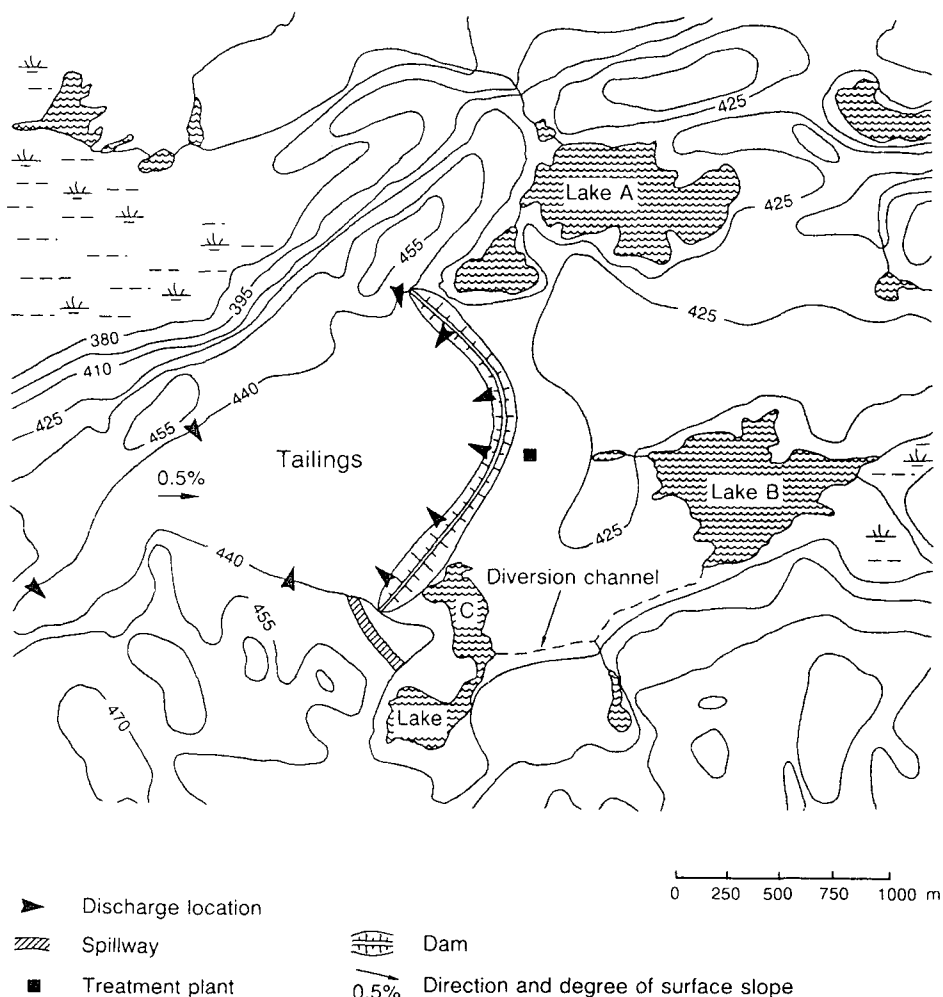 425
Lake A
425
455
425
395
380
410
440
425
455
Tailings
0.5%
Lake B
425
440
Diversion channel
C
455
Lake
470
0 250 500 750 1000 m
Discharge location
Spillway
Dam
Treatment plant
0.5%
Direction and degree of surface slope